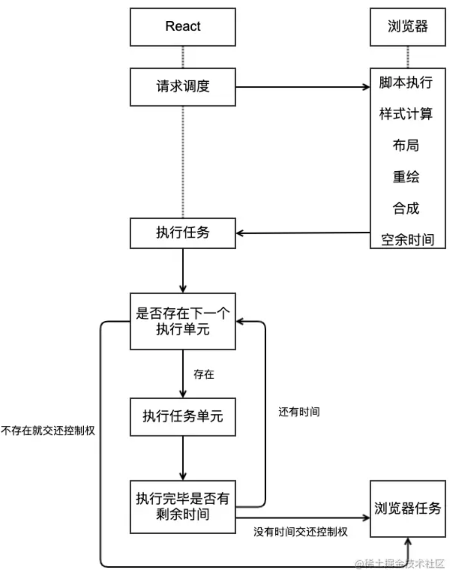 React
浏览器
请求调度
脚本执行
样式计算
布局
重绘
合成
空余时间
执行任务
是否存在下一个
执行单元
存在
执行任务单元
还有时间
不存在就交还控制权
执行完毕是否有
剩余时间
浏览器任务
没有时间交还控制权
@稀土掘金技术社区